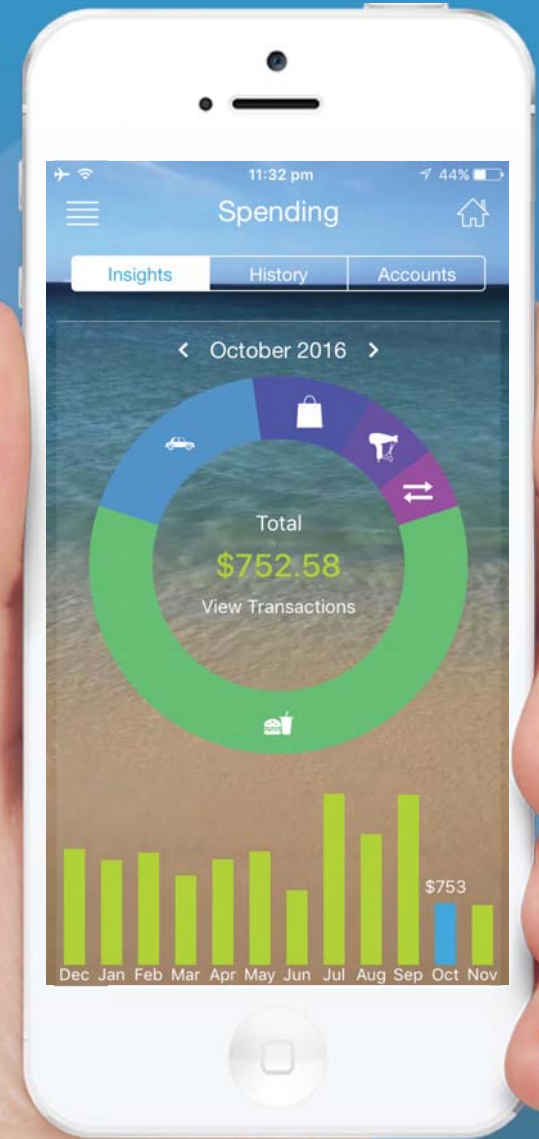 11:32 pm
44%
Spending
Insights History Accounts
October 2016
Total
$752.58
View Transactions
$753
Dec Jan Feb Mar Apr May Jun Jul Aug Sep Oct Nov